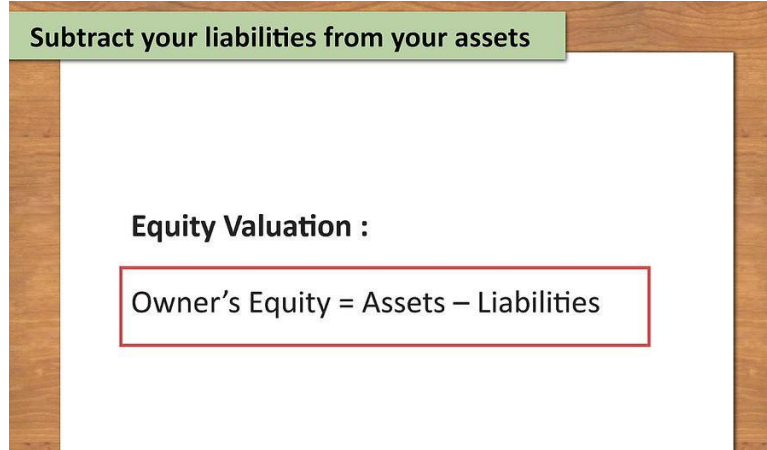 Subtract your liabilities from your assets
Equity Valuation :
Owner's Equity = Assets – Liabilities